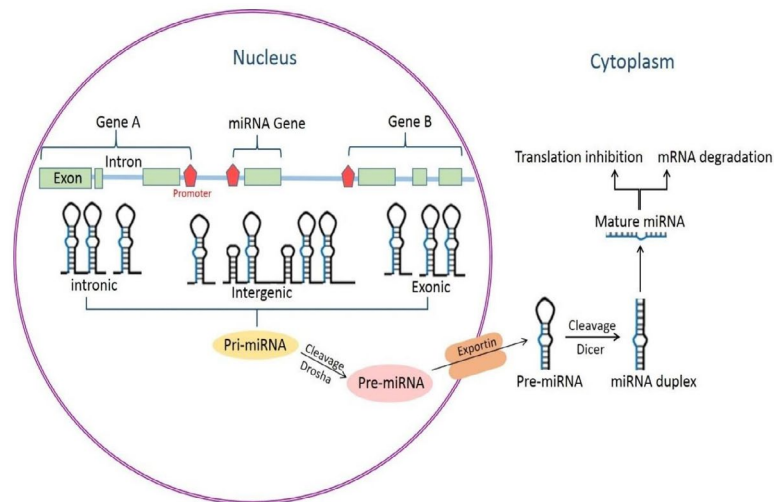 Nucleus
Cytoplasm
Gene A
miRNA Gene
Gene B
Intron
Exon
Promoter
Translation inhibition
mRNA degradation
Mature miRNA
intronic
Intergenic
Exonic
Pri-miRNA
Cleavage
Drosha
Pre-miRNA
Exportin
Pre-miRNA
Cleavage
Dicer
miRNA duplex